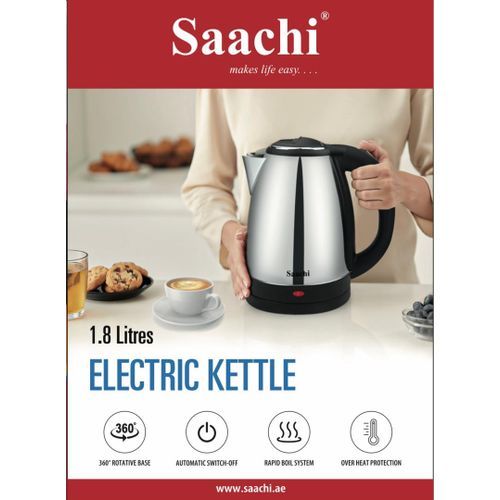 Saachi®
makes life easy. . . .
Saachi
1.8 Litres
ELECTRIC KETTLE
360°
360° ROTATIVE BASE
AUTOMATIC SWITCH-OFF
RAPID BOIL SYSTEM
OVER HEAT PROTECTION
www.saachi.ae